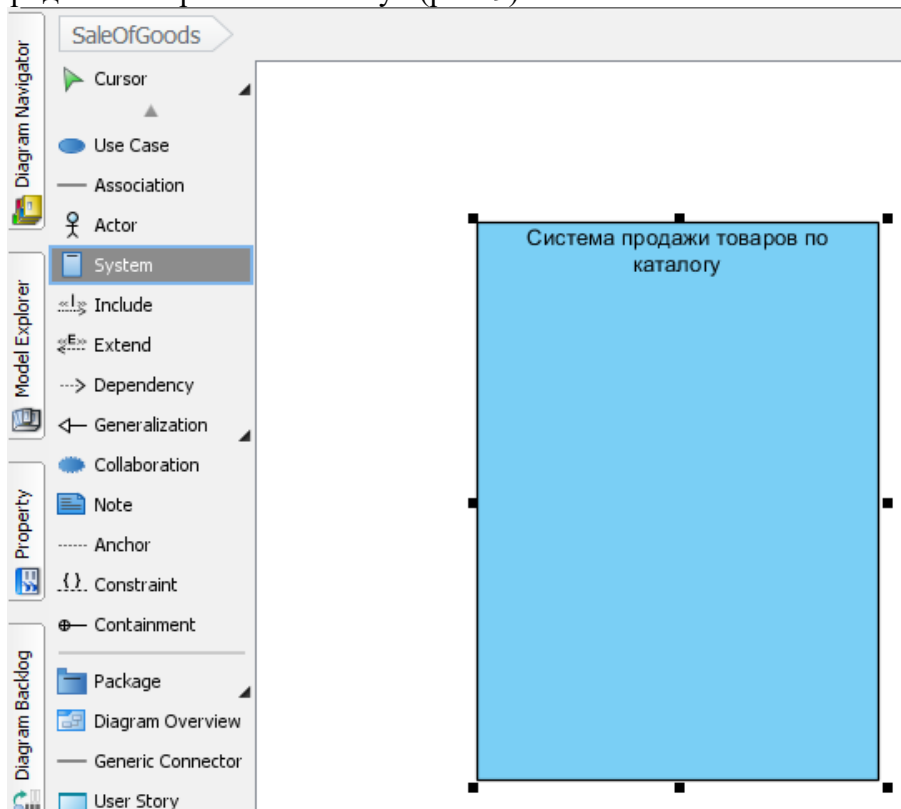 SaleOfGoods
Diagram Navigator
Model Explorer
Property
Diagram Backlog
Cursor
Use Case
Association
Actor
System
Include
Extend
Dependency
Generalization
Collaboration
Note
Anchor
Constraint
Containment
Package
Diagram Overview
Generic Connector
User Story
Система продажи товаров по
каталогу